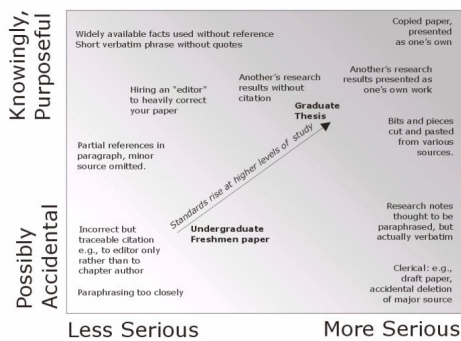 Knowingly,
Purposeful
Widely available facts used without reference
Short verbatim phrase without quotes
Copied paper,
presented
as one's own
Hiring an "editor"
to heavily correct
your paper
Another's research
results without
citation
Another's research
results presented as
one's own work
Graduate
Thesis
Bits and pieces
cut and pasted
from various
sources.
Partial references in
paragraph, minor
source omitted.
Standards rise at higher levels of study
Undergraduate
Freshmen paper
Research notes
thought to be
paraphrased, but
actually verbatim
Possibly
Accidental
Incorrect but
traceable citation
e.g., to editor only
rather than to
chapter author
Paraphrasing too closely
Clerical: e.g.,
draft paper,
accidental deletion
of major source
Less Serious
More Serious